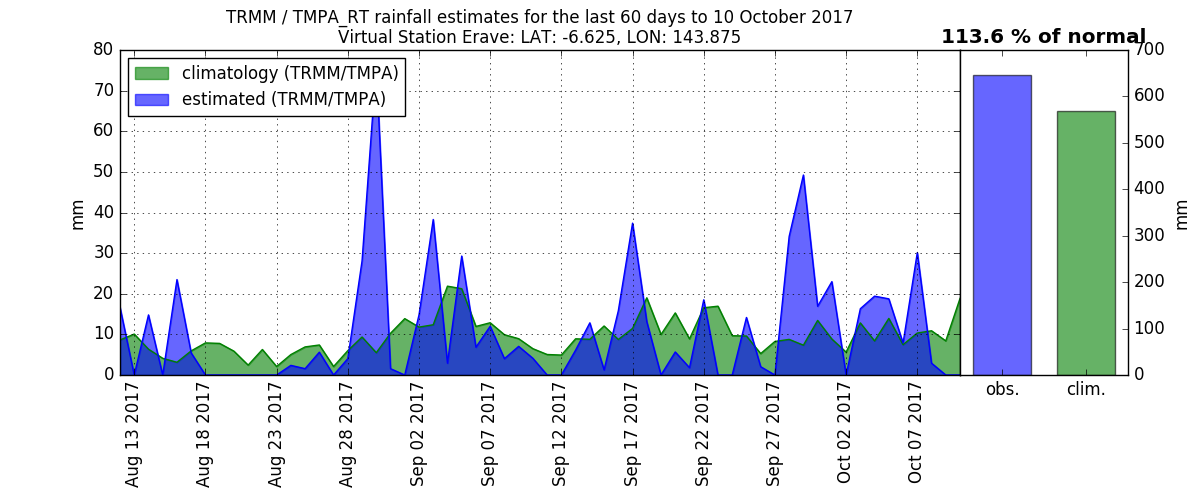 TRMM / TMPA_RT rainfall estimates for the last 60 days to 10 October 2017
Virtual Station Erave: LAT: -6.625, LON: 143.875
113.6 % of normal
climatology (TRMM/TMPA)
estimated (TRMM/TMPA)
mm
80
70
60
50
40
30
20
10
0
Aug 13 2017
Aug 18 2017
Aug 23 2017
Aug 28 2017
Sep 02 2017
Sep 07 2017
Sep 12 2017
Sep 17 2017
Sep 22 2017
Sep 27 2017
Oct 02 2017
Oct 07 2017
obs.
clim.
700
600
500
400
300
200
100
0
mm